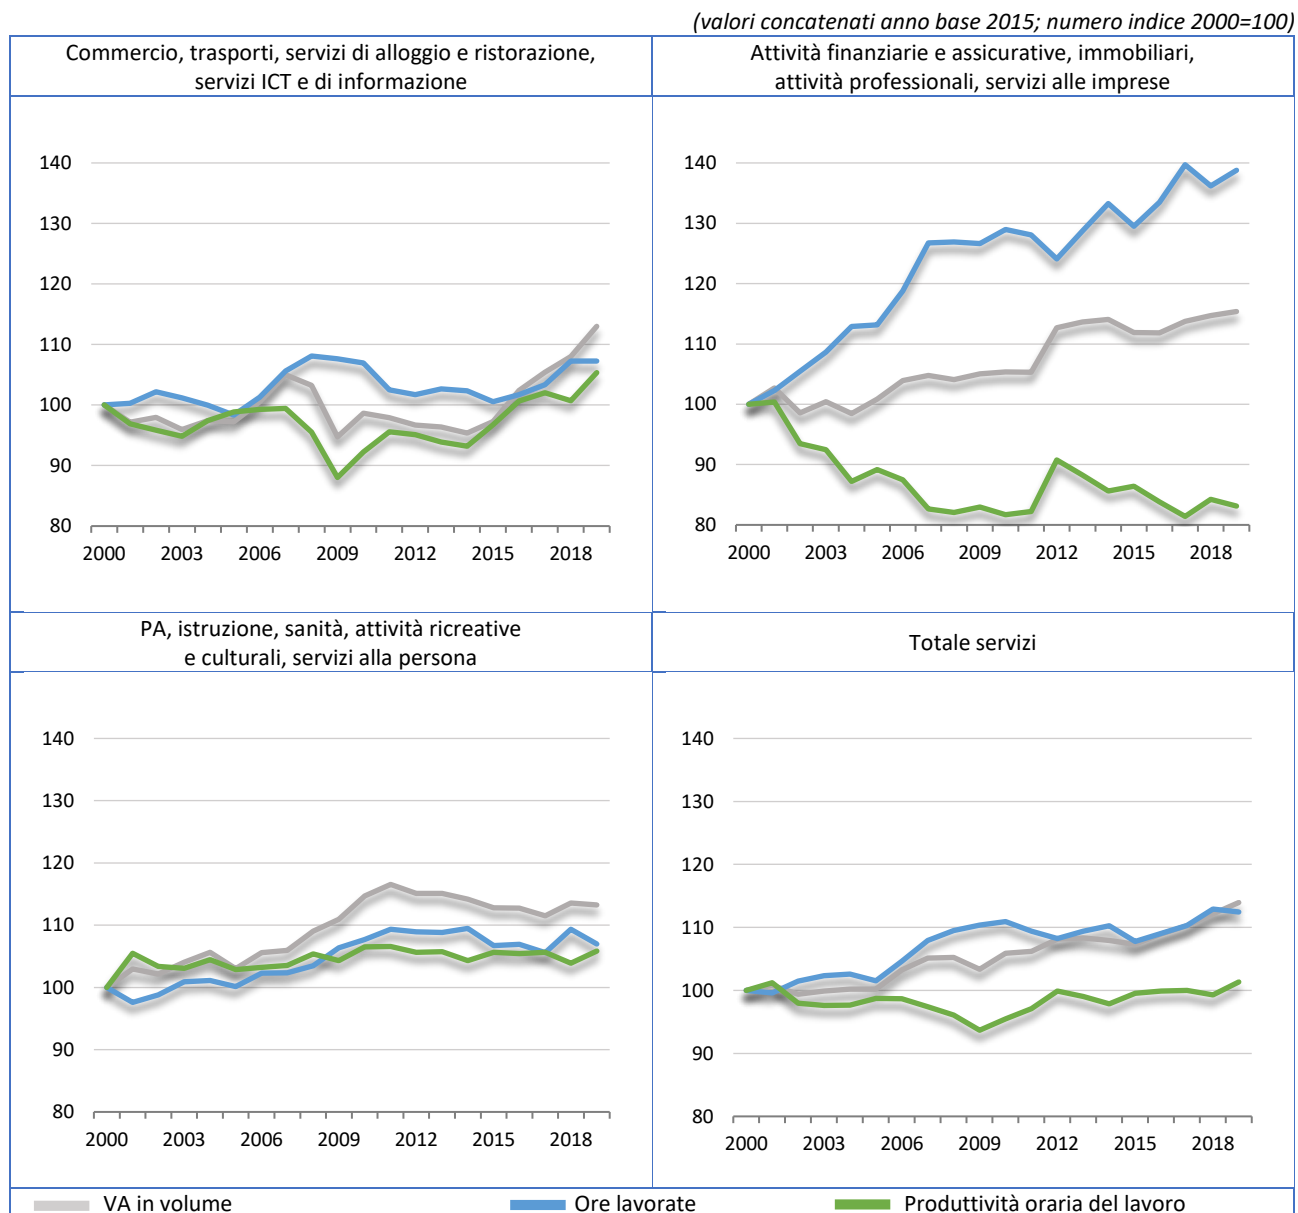 (valori concatenati anno base 2015; numero indice 2000=100)
Commercio, trasporti, servizi di alloggio e ristorazione,
servizi ICT e di informazione
Attività finanziarie e assicurative, immobiliari,
attività professionali, servizi alle imprese
140
130
120
110
100
90
80
2000 2003 2006 2009 2012 2015 2018
140
130
120
110
100
90
80
2000 2003 2006 2009 2012 2015 2018
PA, istruzione, sanità, attività ricreative
e culturali, servizi alla persona
Totale servizi
140
130
120
110
100
90
80
2000 2003 2006 2009 2012 2015 2018
140
130
120
110
100
90
80
2000 2003 2006 2009 2012 2015 2018
VA in volume Ore lavorate Produttività oraria del lavoro